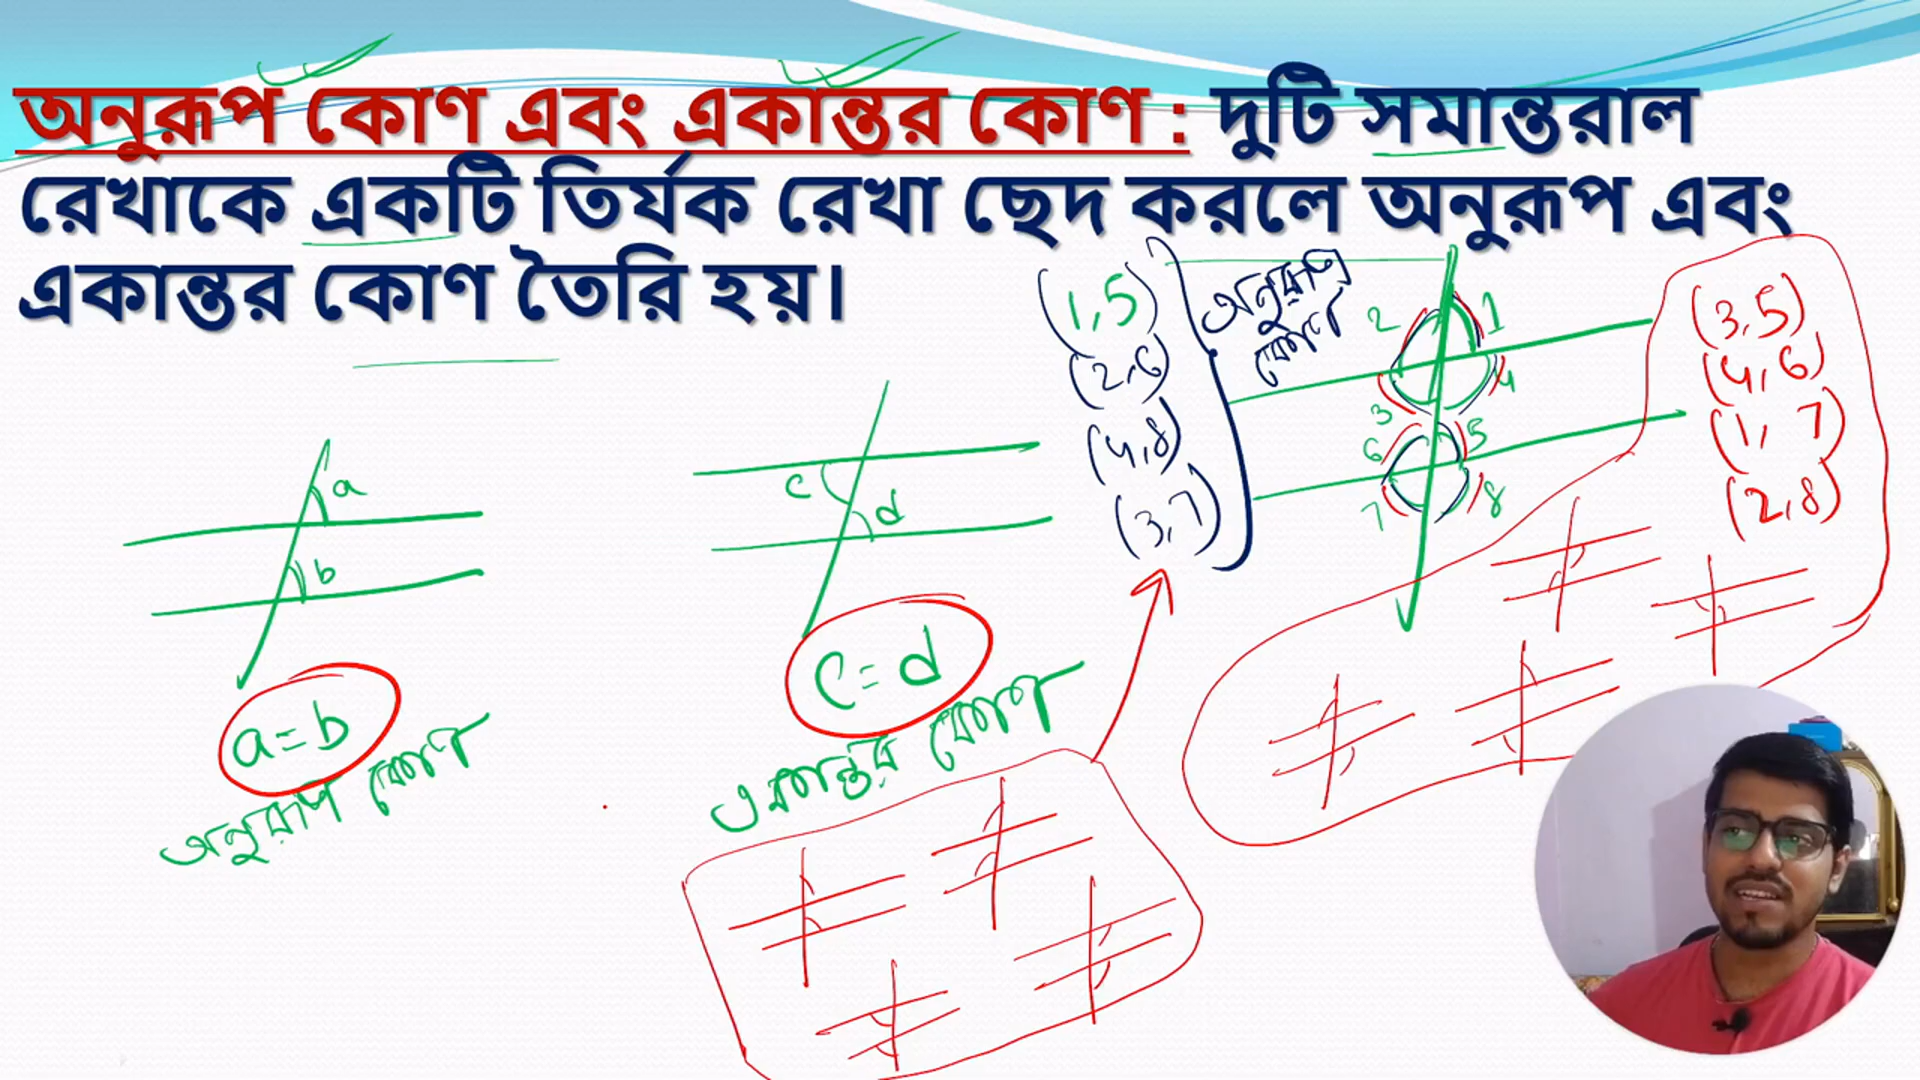 অনুরূপ কোণ এবং একান্তর কোণ : দুটি সমান্তরাল
রেখাকে একটি তির্যক রেখা ছেদ করলে অনুরূপ এবং
একান্তর কোণ তৈরি হয়।
(1,5)
(2,6)
(4,8)
(3,7)
অনুরূপ
কোণ
2
1
3
4
6
5
7
8
(3,5)
(4,6)
(1, 7)
(2,8)
a
b
a=b
অনুরূপ কোণ
c
d
c=d
একান্তর কোণ